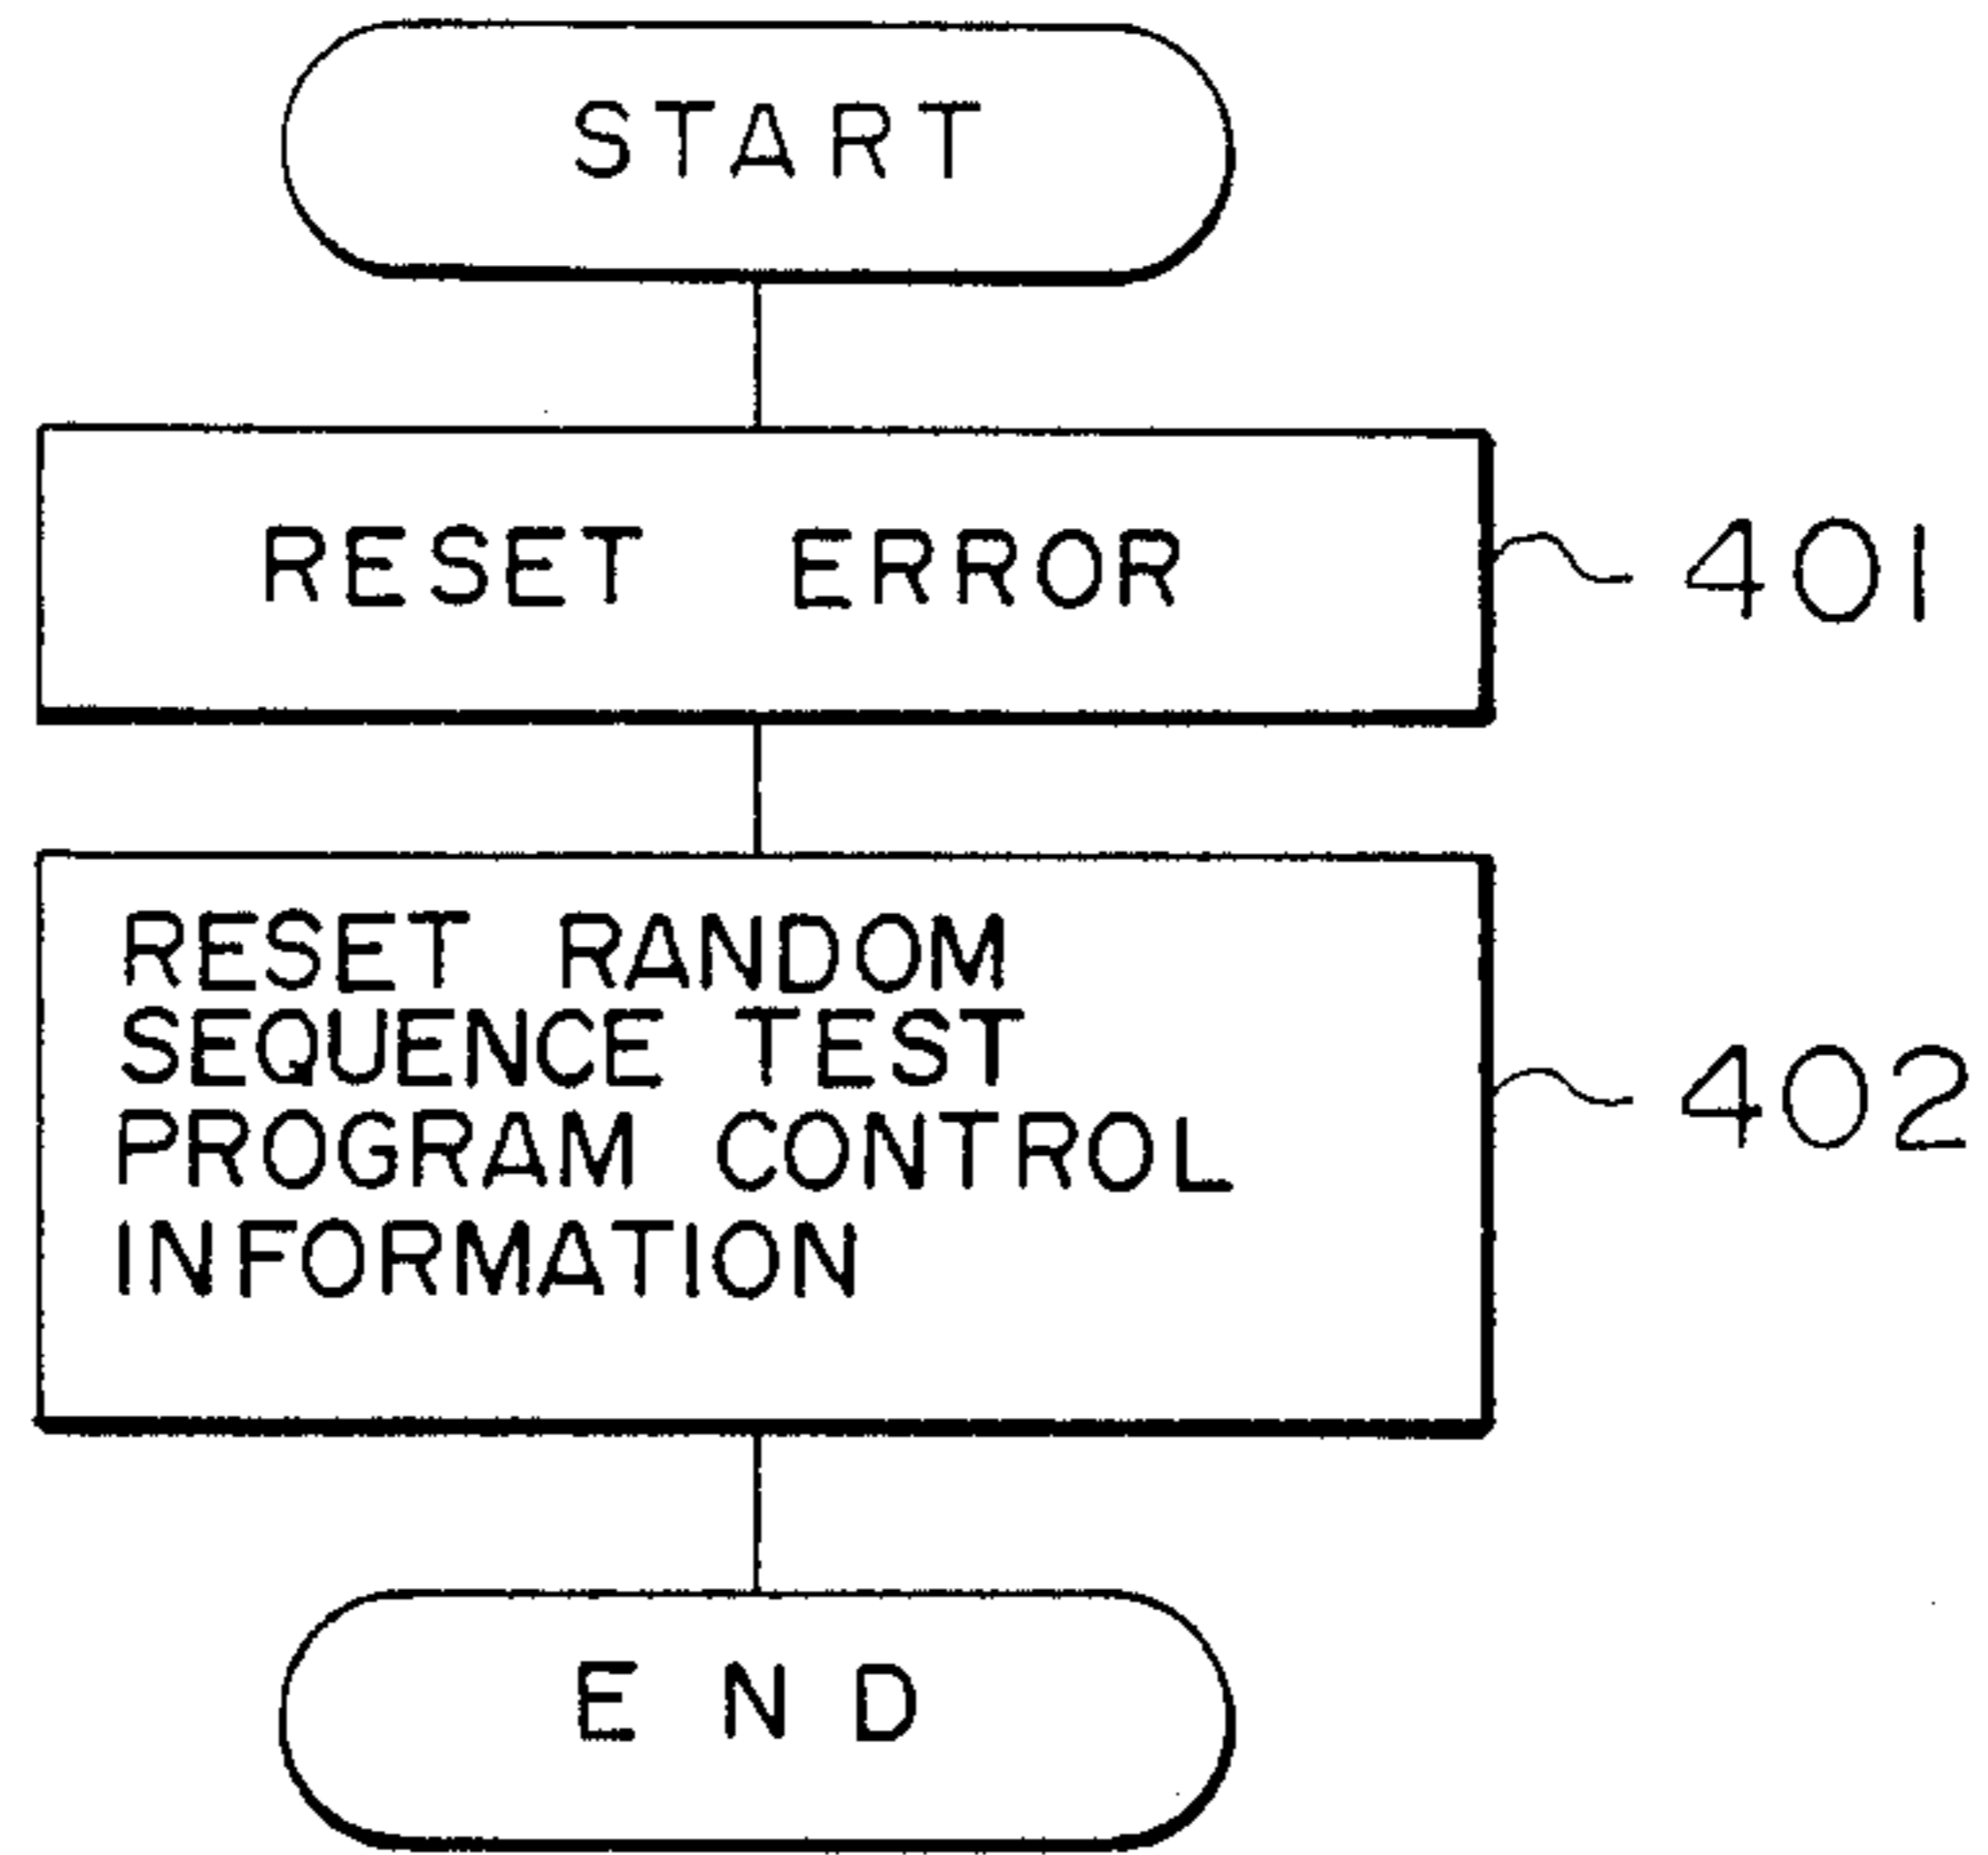 START
RESET ERROR
401
RESET RANDOM
SEQUENCE TEST
PROGRAM CONTROL
INFORMATION
402
END